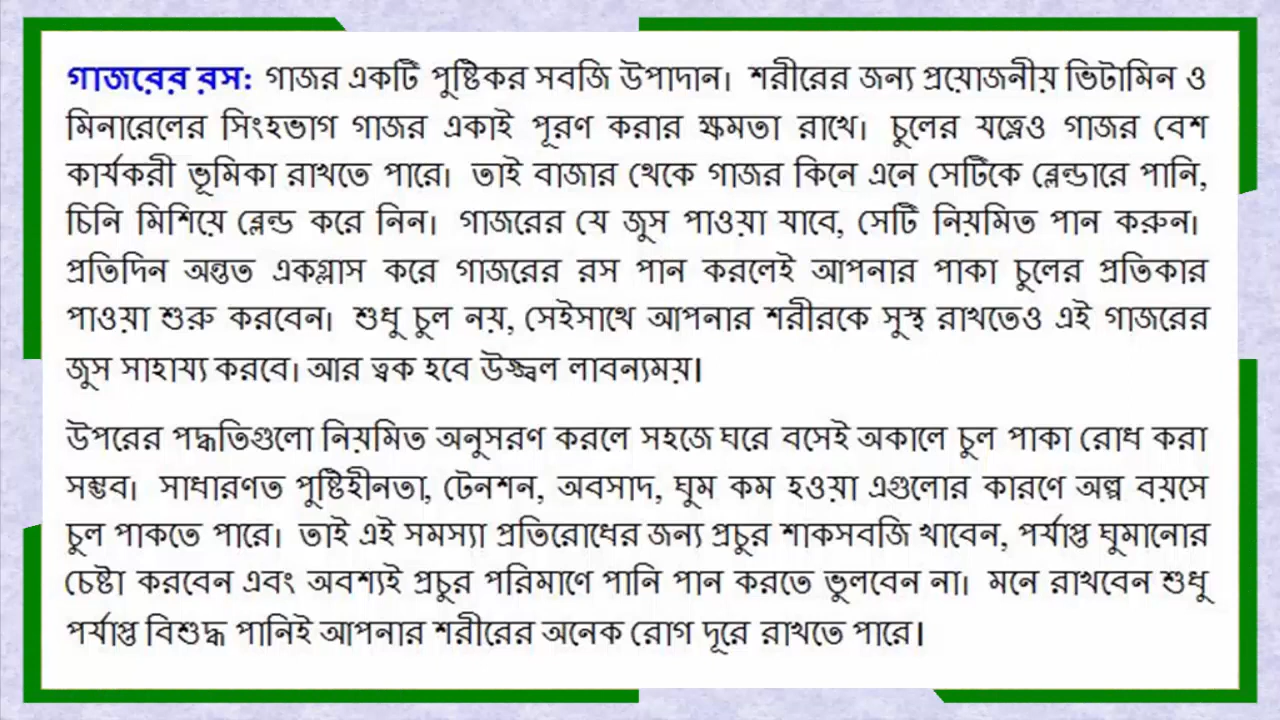 গাজরের রস: গাজর একটি পুষ্টিকর সবজি উপাদান। শরীরের জন্য প্রয়োজনীয় ভিটামিন ও
মিনারেলের সিংহভাগ গাজর একাই পূরণ করার ক্ষমতা রাখে। চুলের যত্নেও গাজর বেশ
কার্যকরী ভূমিকা রাখতে পারে। তাই বাজার থেকে গাজর কিনে এনে সেটিকে ব্লেন্ডারে পানি,
চিনি মিশিয়ে ব্লেন্ড করে নিন। গাজরের যে জুস পাওয়া যাবে, সেটি নিয়মিত পান করুন।
প্রতিদিন অন্তত একগ্লাস করে গাজরের রস পান করলেই আপনার পাকা চুলের প্রতিকার
পাওয়া শুরু করবেন। শুধু চুল নয়, সেইসাথে আপনার শরীরকে সুস্থ রাখতেও এই গাজরের
জুস সাহায্য করবে। আর ত্বক হবে উজ্জ্বল লাবন্যময়।
উপরের পদ্ধতিগুলো নিয়মিত অনুসরণ করলে সহজে ঘরে বসেই অকালে চুল পাকা রোধ করা
সম্ভব। সাধারণত পুষ্টিহীনতা, টেনশন, অবসাদ, ঘুম কম হওয়া এগুলোর কারণে অল্প বয়সে
চুল পাকতে পারে। তাই এই সমস্যা প্রতিরোধের জন্য প্রচুর শাকসবজি খাবেন, পর্যাপ্ত ঘুমানোর
চেষ্টা করবেন এবং অবশ্যই প্রচুর পরিমাণে পানি পান করতে ভুলবেন না। মনে রাখবেন শুধু
পর্যাপ্ত বিশুদ্ধ পানিই আপনার শরীরের অনেক রোগ দূরে রাখতে পারে।